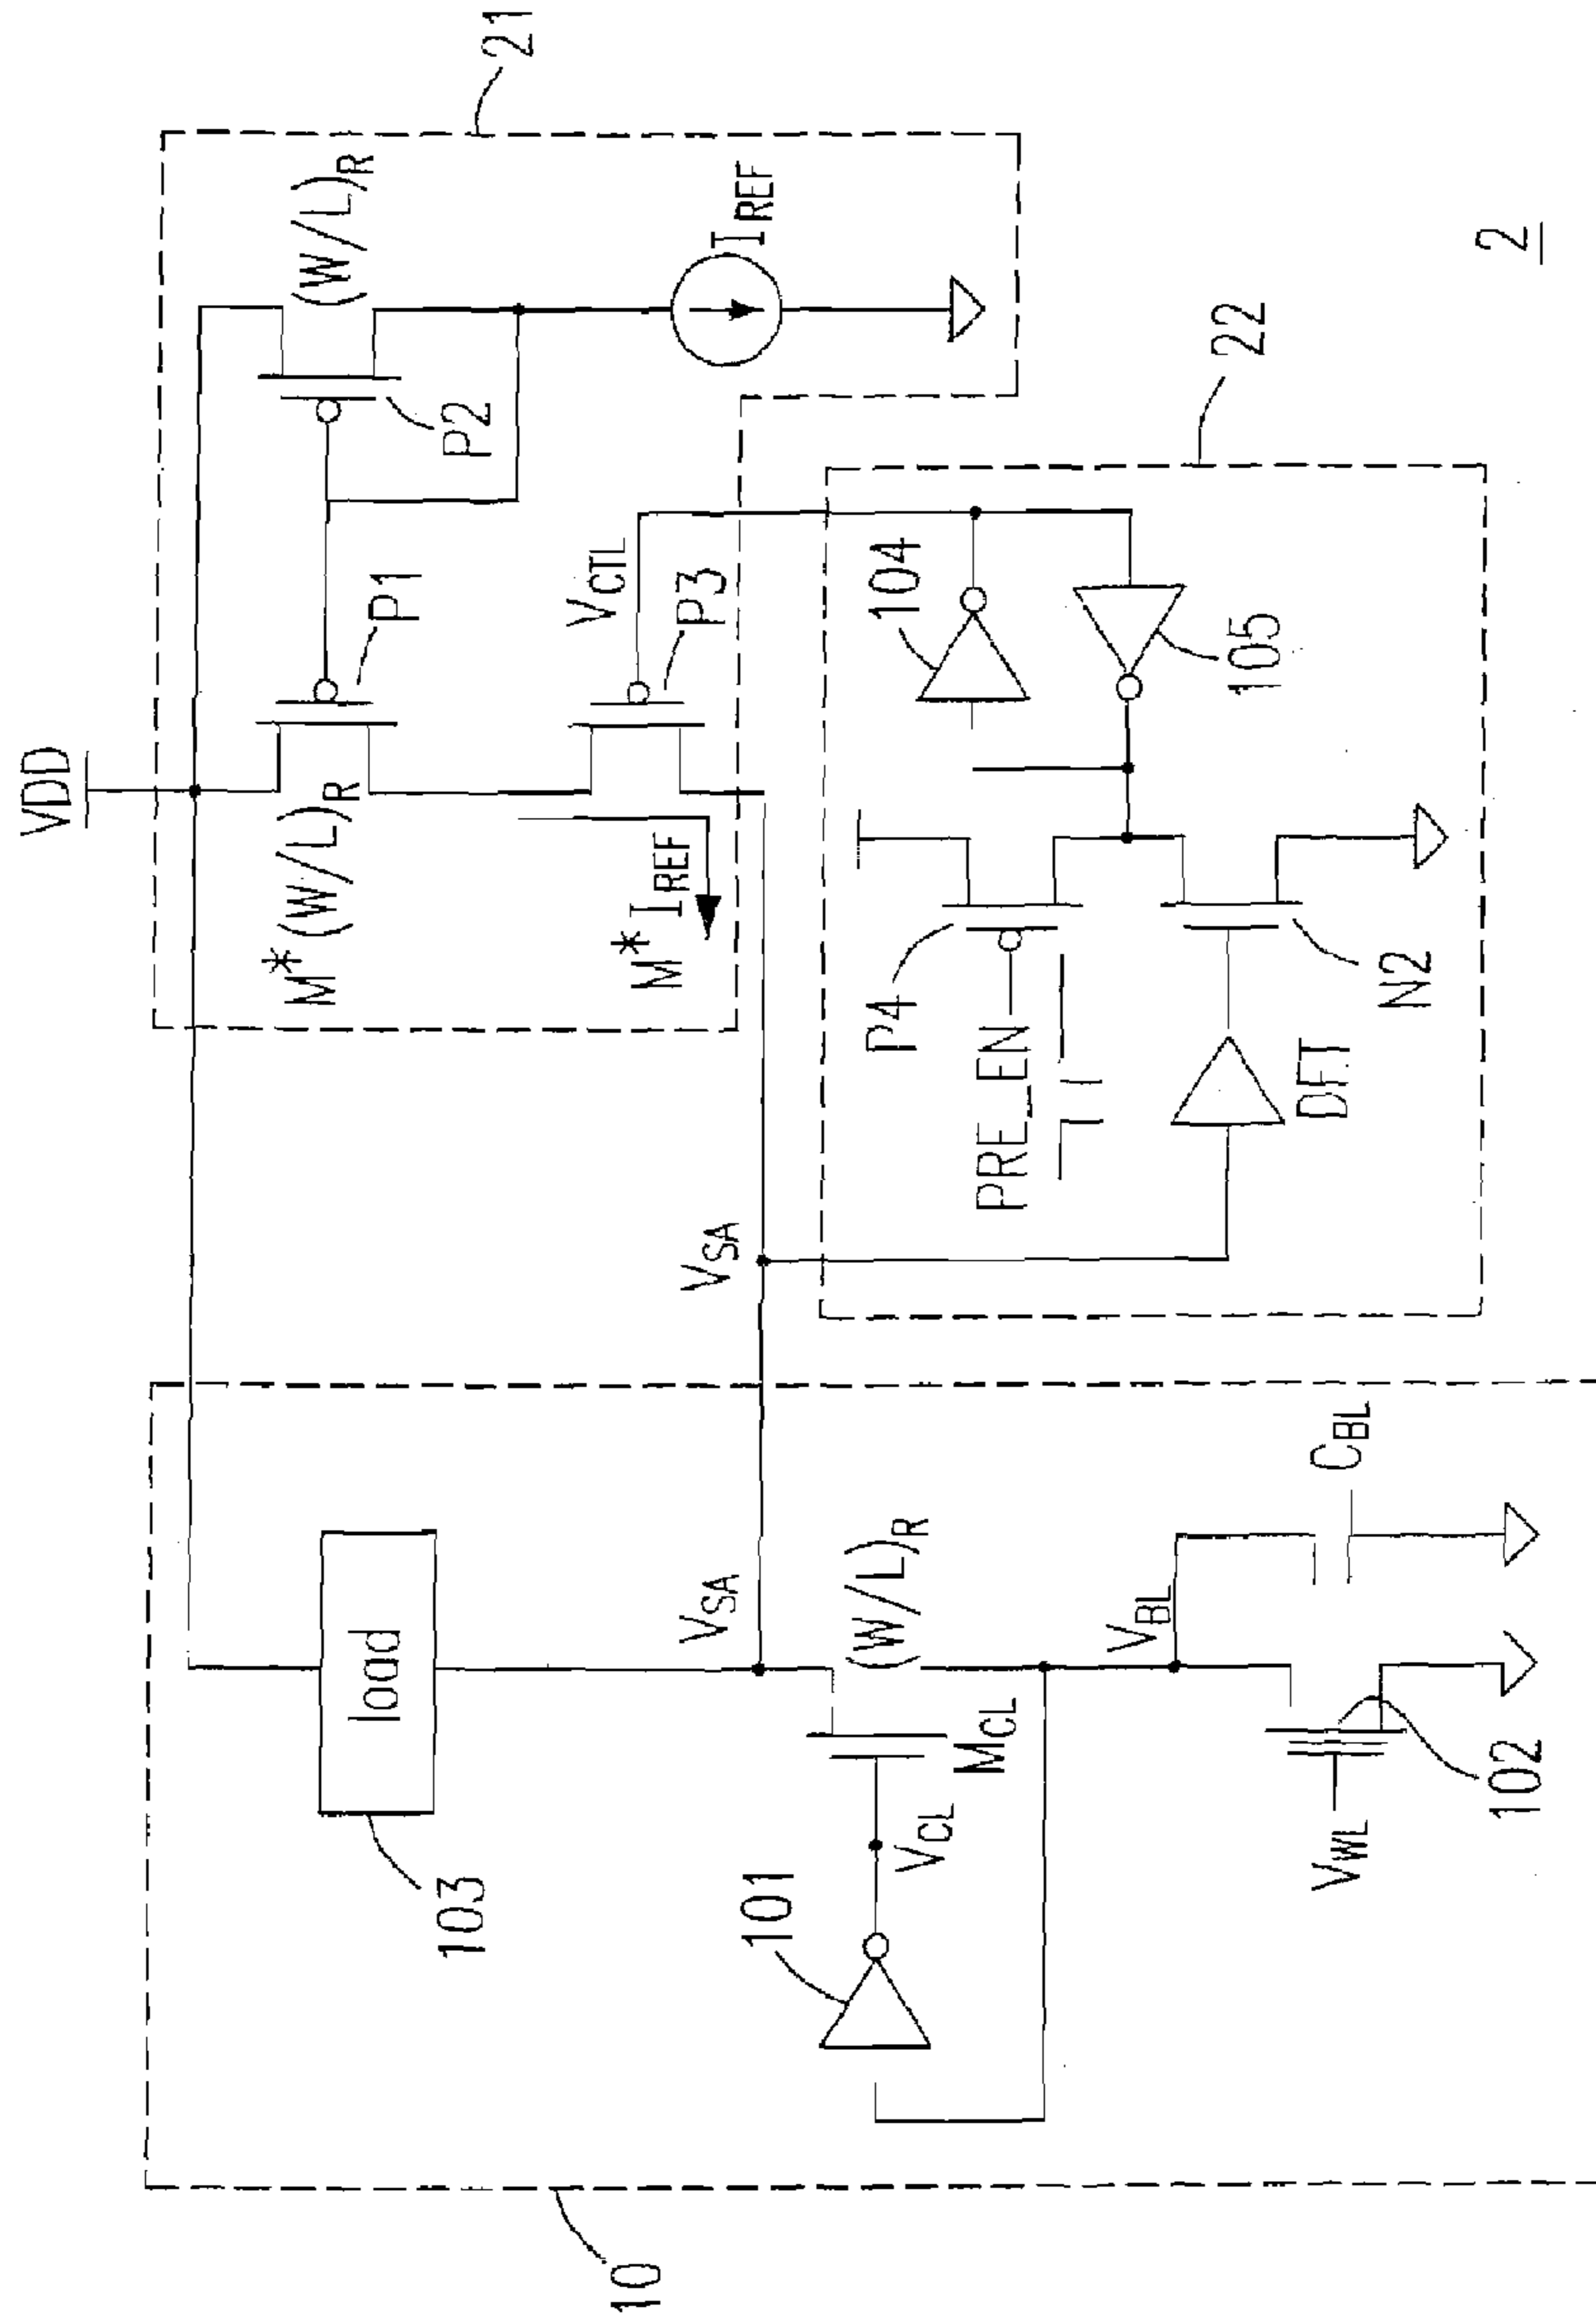 VDD
21
(W/L)R
M*(W/L)R
P1
P2
IREF
VCTL
P3
M*IREF
22
104
105
P4
PRE_EN
N2
DFT
VSA
2
10
103
load
VSA
101
VCL
MCL
(W/L)R
VBL
CBL
VWL
102